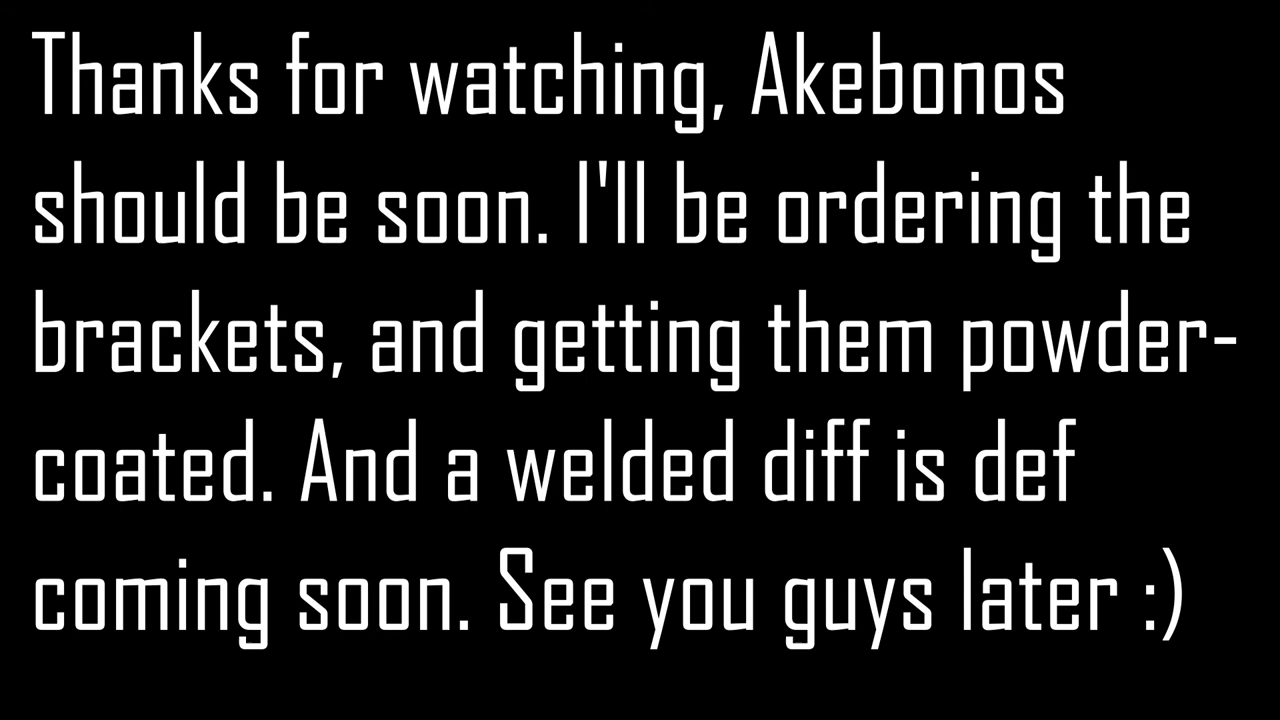 Thanks for watching, Akebonos
should be soon. I'll be ordering the
brackets, and getting them powder-
coated. And a welded diff is def
coming soon. See you guys later :)